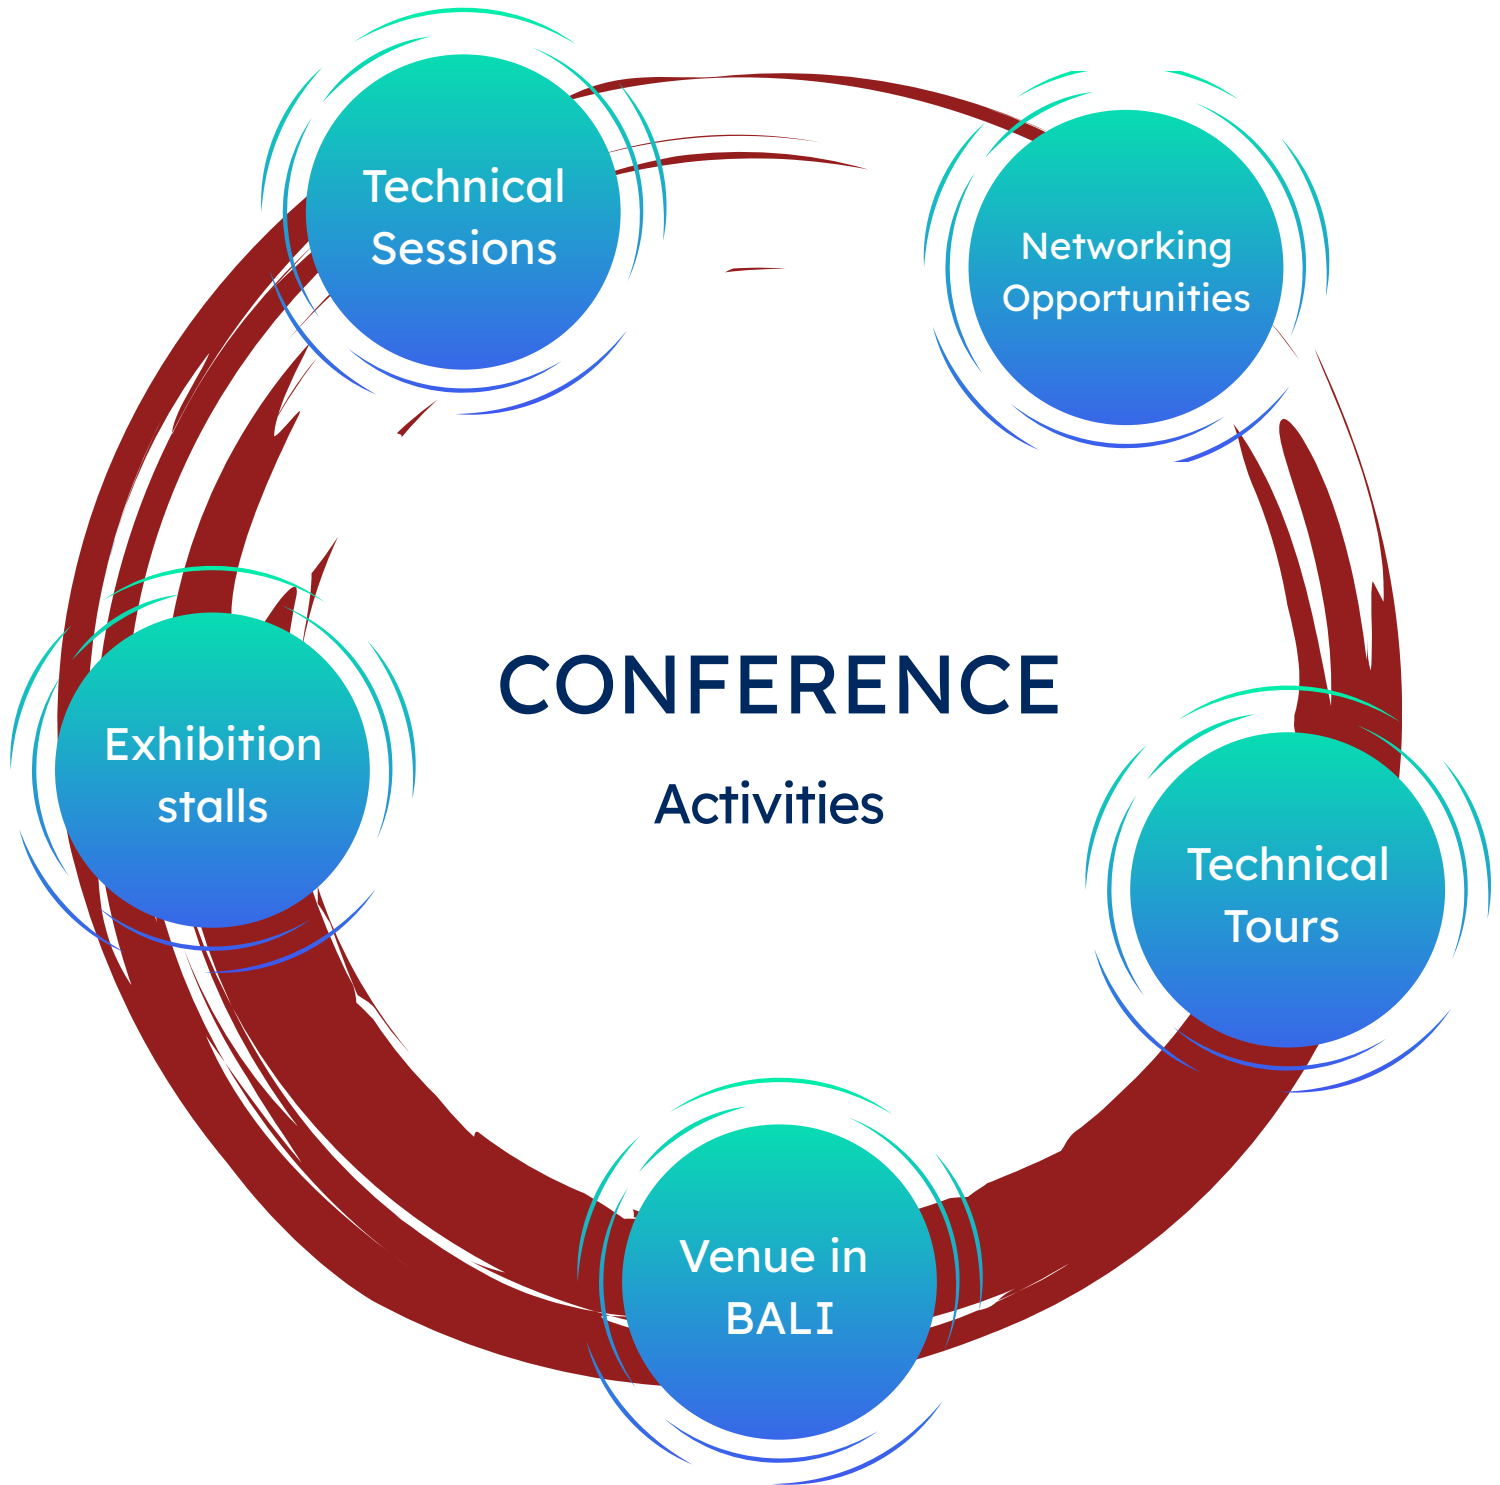 Technical
Sessions
Networking
Opportunities
CONFERENCE
Activities
Exhibition
stalls
Technical
Tours
Venue in
BALI